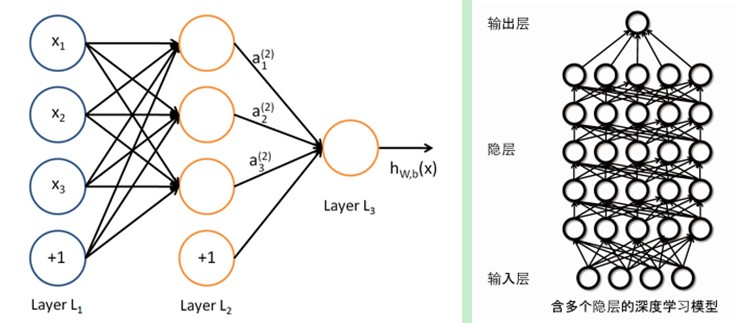 x₁
x₂
x₃
+1
Layer L₁
+1
Layer L₂
a₁⁽²⁾
a₂⁽²⁾
a₃⁽²⁾
Layer L₃
h_W,b(x)
输出层
隐层
输入层
含多个隐层的深度学习模型